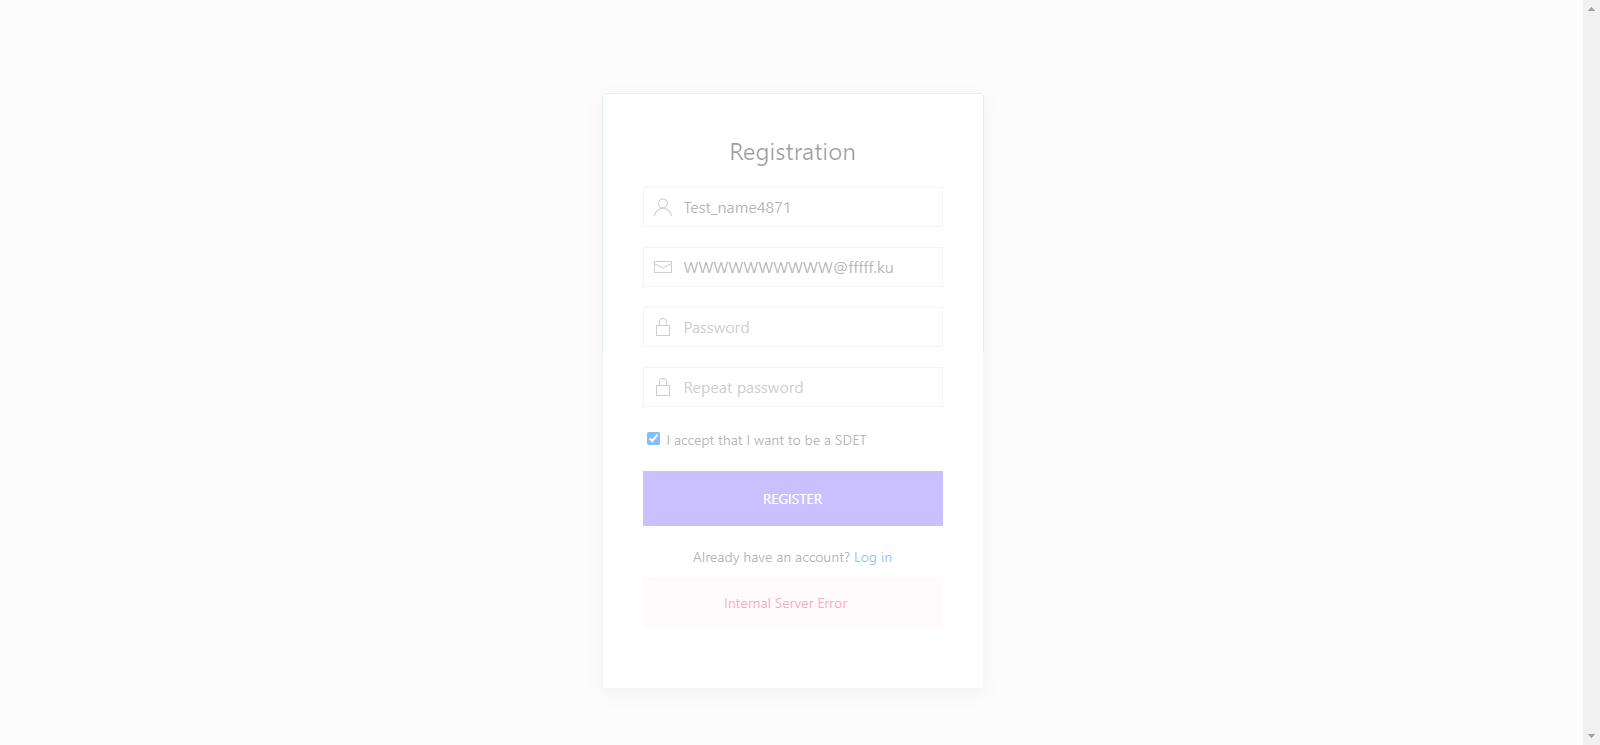 Registration
Test_name4871
WWWWWWWWWW@fffff.ku
Password
Repeat password
I accept that I want to be a SDET
REGISTER
Already have an account? Log in
Internal Server Error